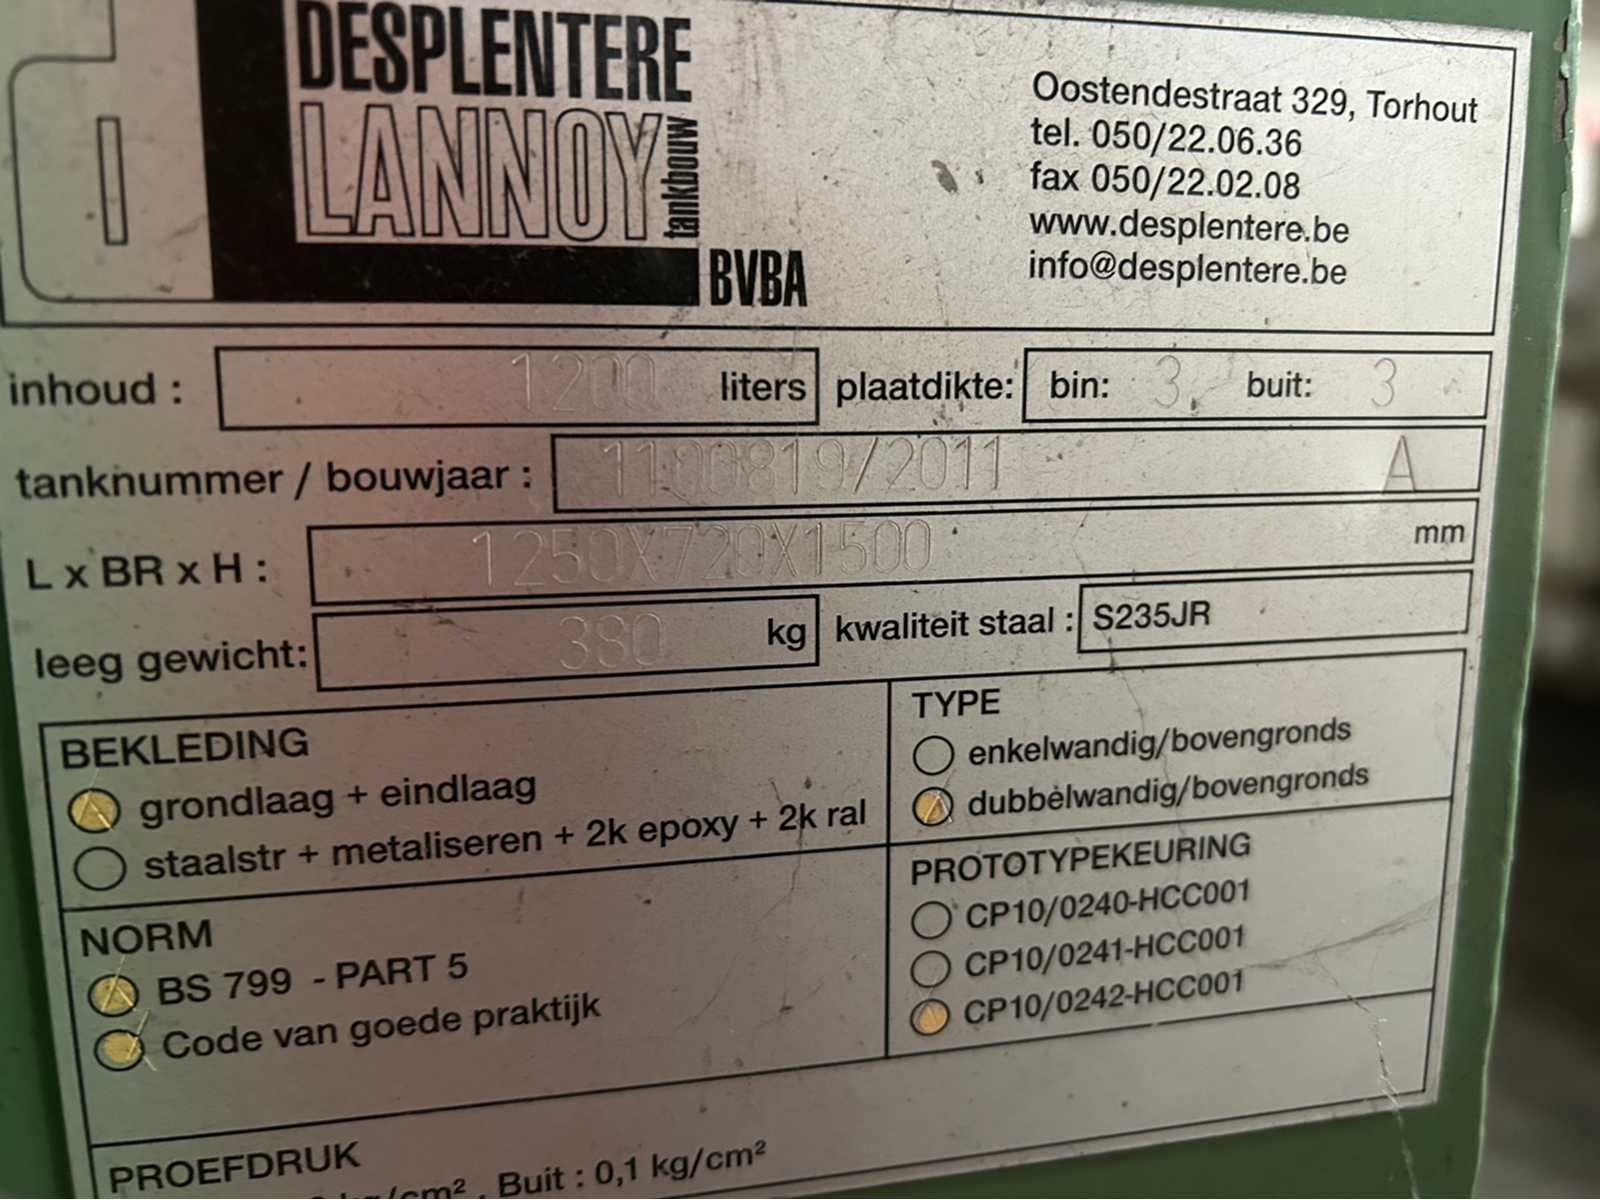 DESPLENTERE
LANNOY
tankbouw
BVBA
Oostendestraat 329, Torhout
tel. 050/22.06.36
fax 050/22.02.08
www.desplentere.be
info@desplentere.be
inhoud : 1200 liters plaatdikte: bin: 3 buit: 3
tanknummer / bouwjaar : 1100819/2011 A
L x BR x H : 1250X720X1500 mm
leeg gewicht: 380 kg kwaliteit staal : S235JR
BEKLEDING
grondlaag + eindlaag
staalstr + metaliseren + 2k epoxy + 2k ral
TYPE
enkelwandig/bovengronds
dubbelwandig/bovengronds
NORM
BS 799 - PART 5
Code van goede praktijk
PROTOTYPEKEURING
CP10/0240-HCC001
CP10/0241-HCC001
CP10/0242-HCC001
PROEFDRUK
kg/cm² . Buit : 0,1 kg/cm²